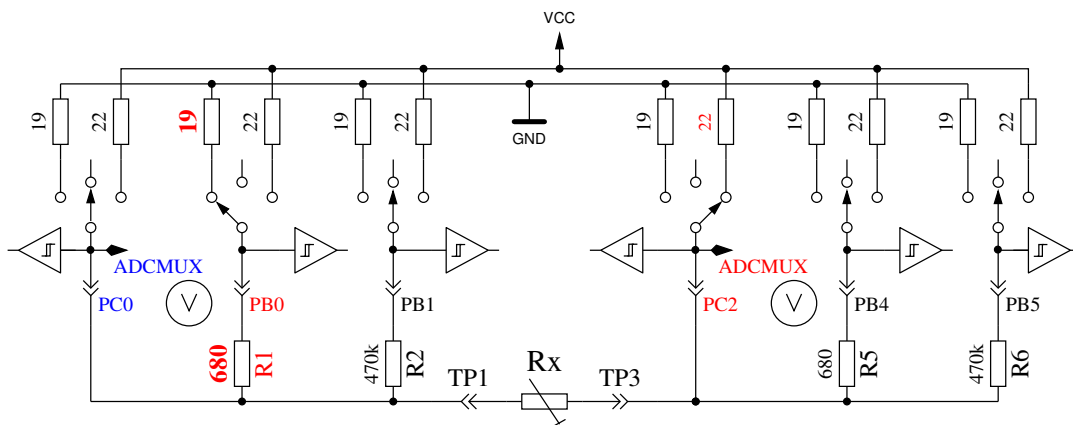 VCC
19 22 19 22 19 22 19 22 19 22 19 22
GND
ADCMUX ADCMUX
PC0 PB0 PB1 PC2 PB4 PB5
680 R1 470k R2 680 R5 470k R6
TP1 Rx TP3